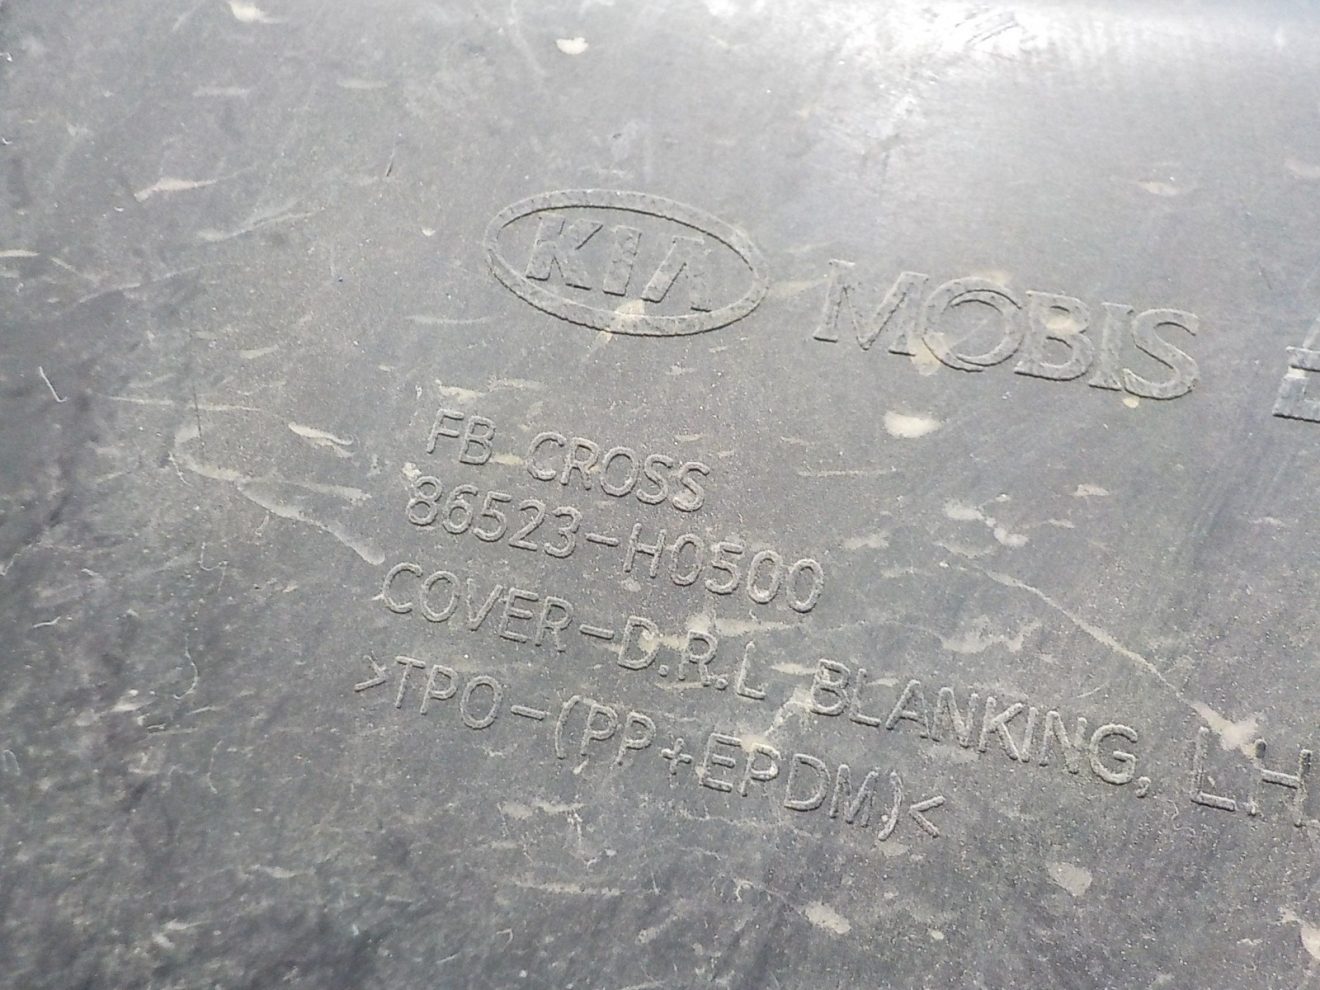 KIA MOBIS
FB CROSS
86523-H0500
COVER-D.R.L BLANKING, LH
>TPO-(PP+EPDM)<